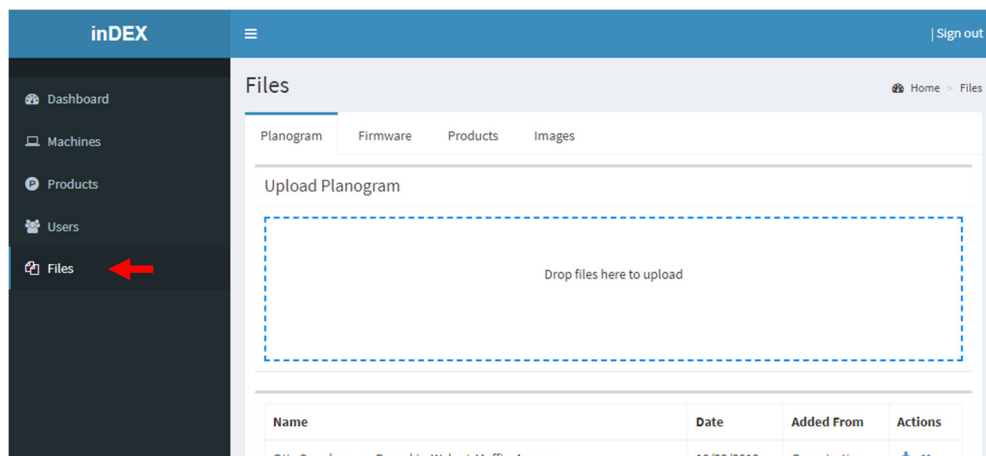 inDEX
| Sign out
Dashboard
Machines
Products
Users
Files
Files
Home > Files
Planogram Firmware Products Images
Upload Planogram
Drop files here to upload
Name Date Added From Actions